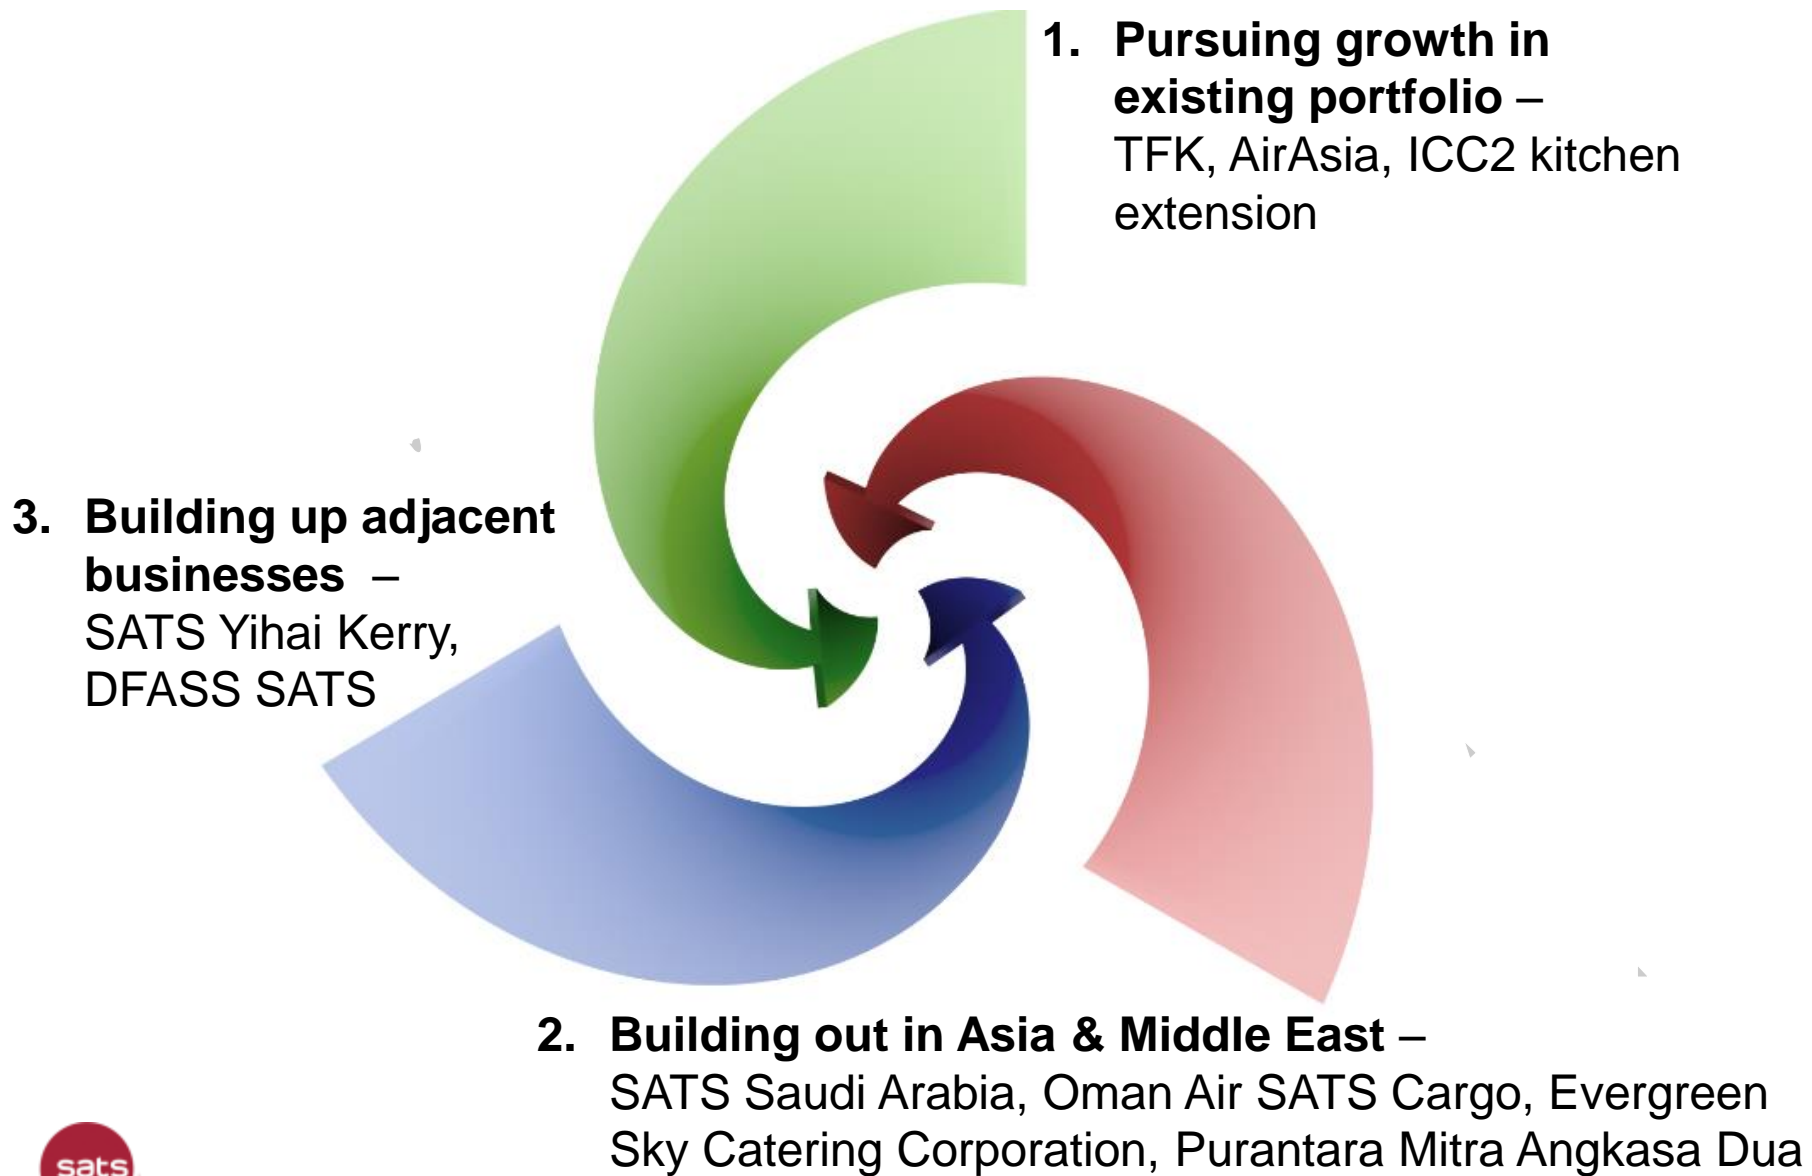 1. Pursuing growth in
existing portfolio –
TFK, AirAsia, ICC2 kitchen
extension
3. Building up adjacent
businesses –
SATS Yihai Kerry,
DFASS SATS
2. Building out in Asia & Middle East –
SATS Saudi Arabia, Oman Air SATS Cargo, Evergreen
Sky Catering Corporation, Purantara Mitra Angkasa Dua
sats